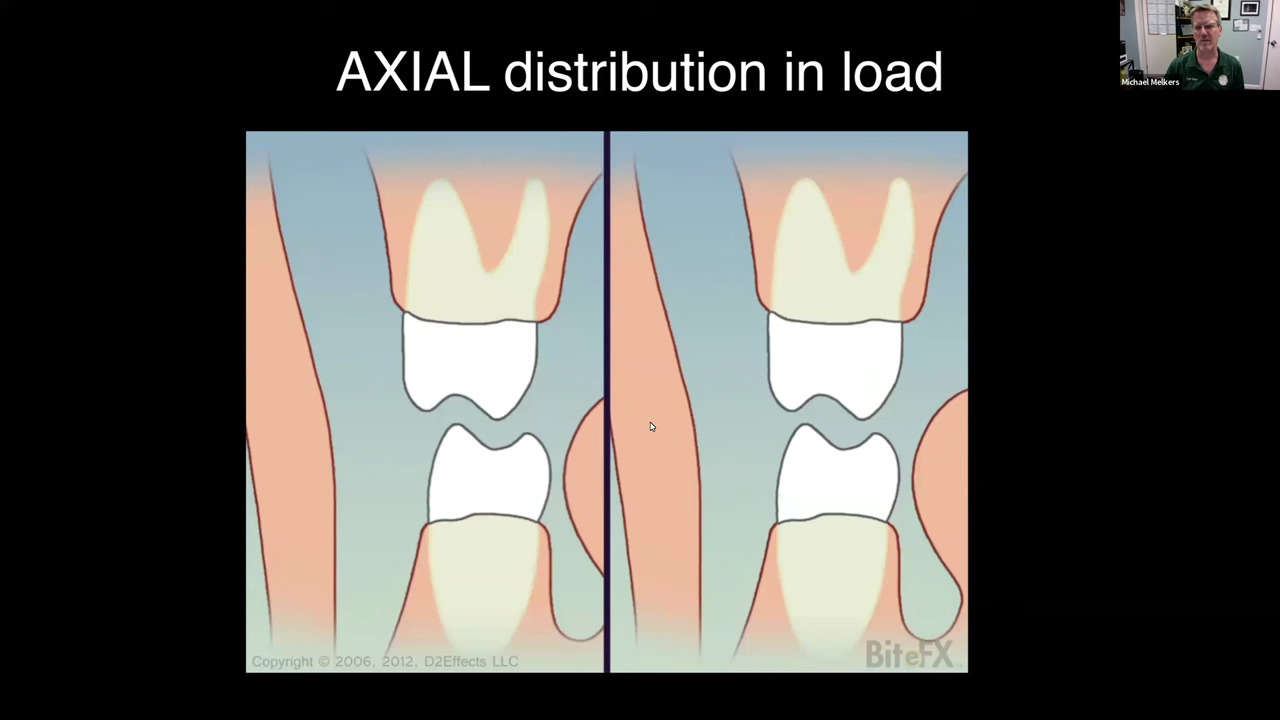 AXIAL distribution in load
Michael Melkers
Copyright © 2006, 2012, D2Effects LLC
BiteFX